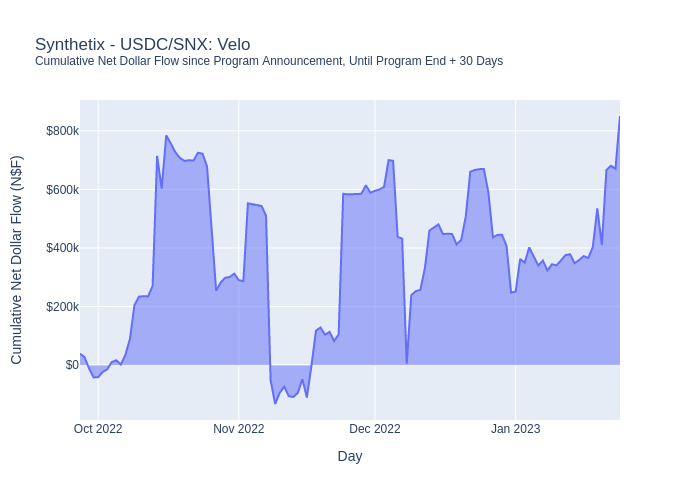 Synthetix - USDC/SNX: Velo
Cumulative Net Dollar Flow since Program Announcement, Until Program End + 30 Days
Cumulative Net Dollar Flow (N$F)
$800k
$600k
$400k
$200k
$0
Oct 2022 Nov 2022 Dec 2022 Jan 2023
Day